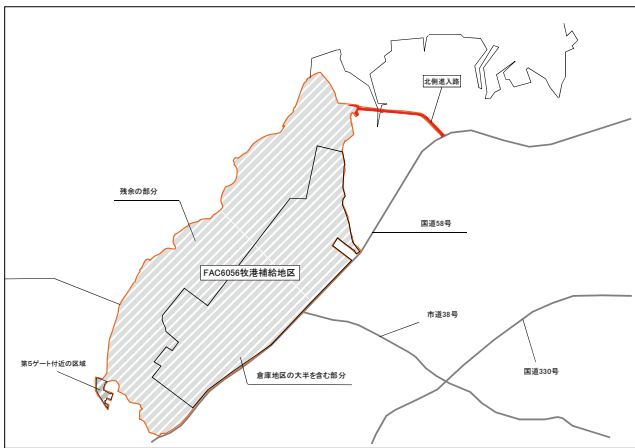 北側進入路
残余の部分
国道58号
FAC6056牧港補給地区
市道38号
第5ゲート付近の区域
国道330号
倉庫地区の大半を含む部分